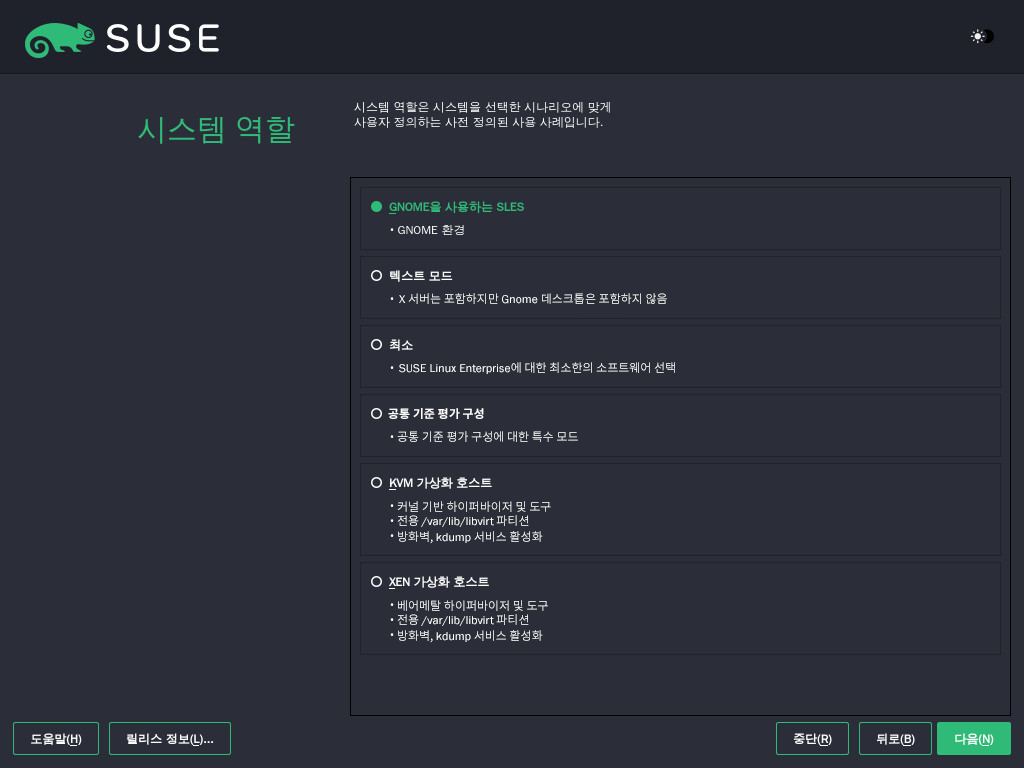 SUSE
시스템 역할
시스템 역할은 시스템을 선택한 시나리오에 맞게
사용자 정의하는 사전 정의된 사용 사례입니다.
GNOME을 사용하는 SLES
• GNOME 환경
텍스트 모드
• X 서버는 포함하지만 Gnome 데스크톱은 포함하지 않음
최소
• SUSE Linux Enterprise에 대한 최소한의 소프트웨어 선택
공통 기준 평가 구성
• 공통 기준 평가 구성에 대한 특수 모드
KVM 가상화 호스트
• 커널 기반 하이퍼바이저 및 도구
• 전용 /var/lib/libvirt 파티션
• 방화벽, kdump 서비스 활성화
XEN 가상화 호스트
• 베어메탈 하이퍼바이저 및 도구
• 전용 /var/lib/libvirt 파티션
• 방화벽, kdump 서비스 활성화
도움말(H) 릴리스 정보(L)... 중단(R) 뒤로(B) 다음(N)